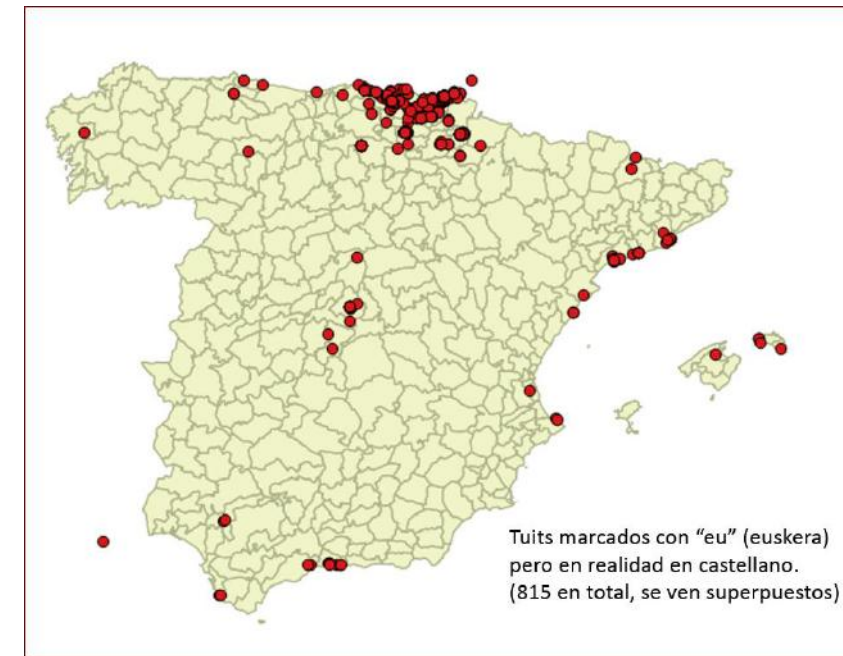 Tuits marcados con “eu” (euskera)
pero en realidad en castellano.
(815 en total, se ven superpuestos)